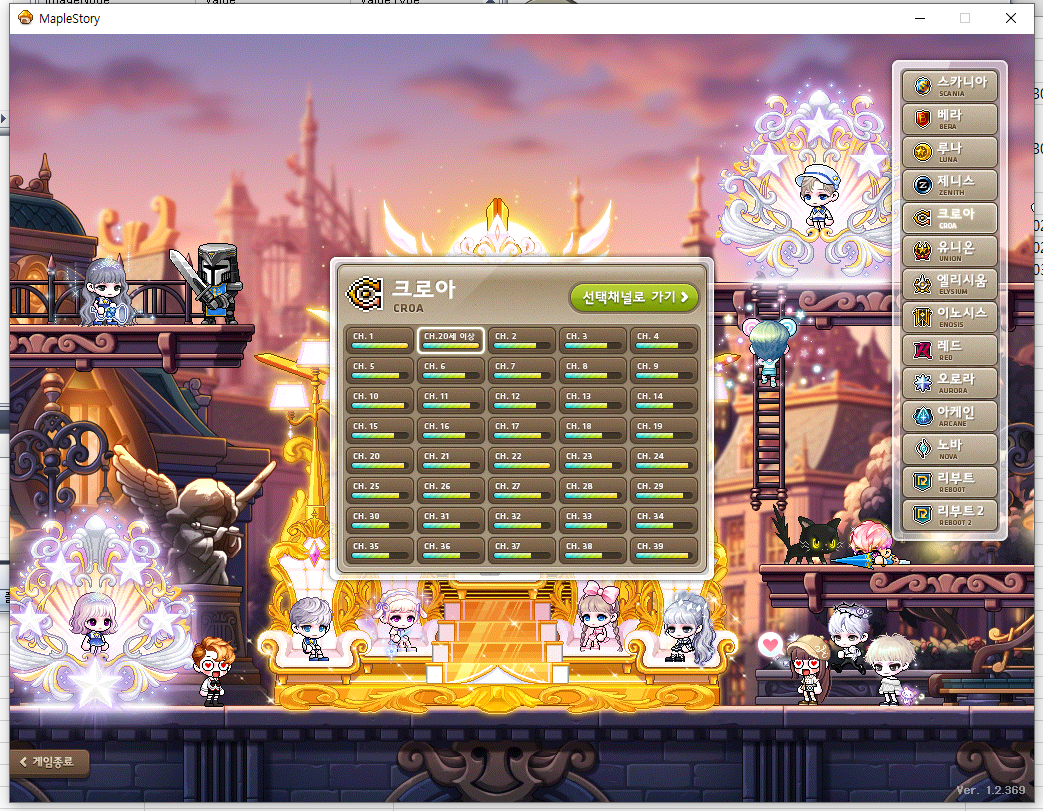 MapleStory
스카니아
SCANIA
베라
BERA
루나
LUNA
제니스
ZENITH
크로아
CROA
유니온
UNION
엘리시움
ELYSIUM
이노시스
ENOSIS
레드
RED
오로라
AURORA
아케인
ARCANE
노바
NOVA
리부트
REBOOT
리부트 2
REBOOT 2
크로아
CROA
선택채널로 가기
CH. 1 CH.20세 이상 CH. 2 CH. 3 CH. 4
CH. 5 CH. 6 CH. 7 CH. 8 CH. 9
CH. 10 CH. 11 CH. 12 CH. 13 CH. 14
CH. 15 CH. 16 CH. 17 CH. 18 CH. 19
CH. 20 CH. 21 CH. 22 CH. 23 CH. 24
CH. 25 CH. 26 CH. 27 CH. 28 CH. 29
CH. 30 CH. 31 CH. 32 CH. 33 CH. 34
CH. 35 CH. 36 CH. 37 CH. 38 CH. 39
게임종료
Ver. 1.2.369